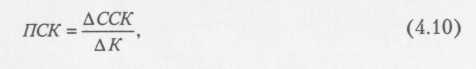 ПСК = ΔССК / ΔК, (4.10)